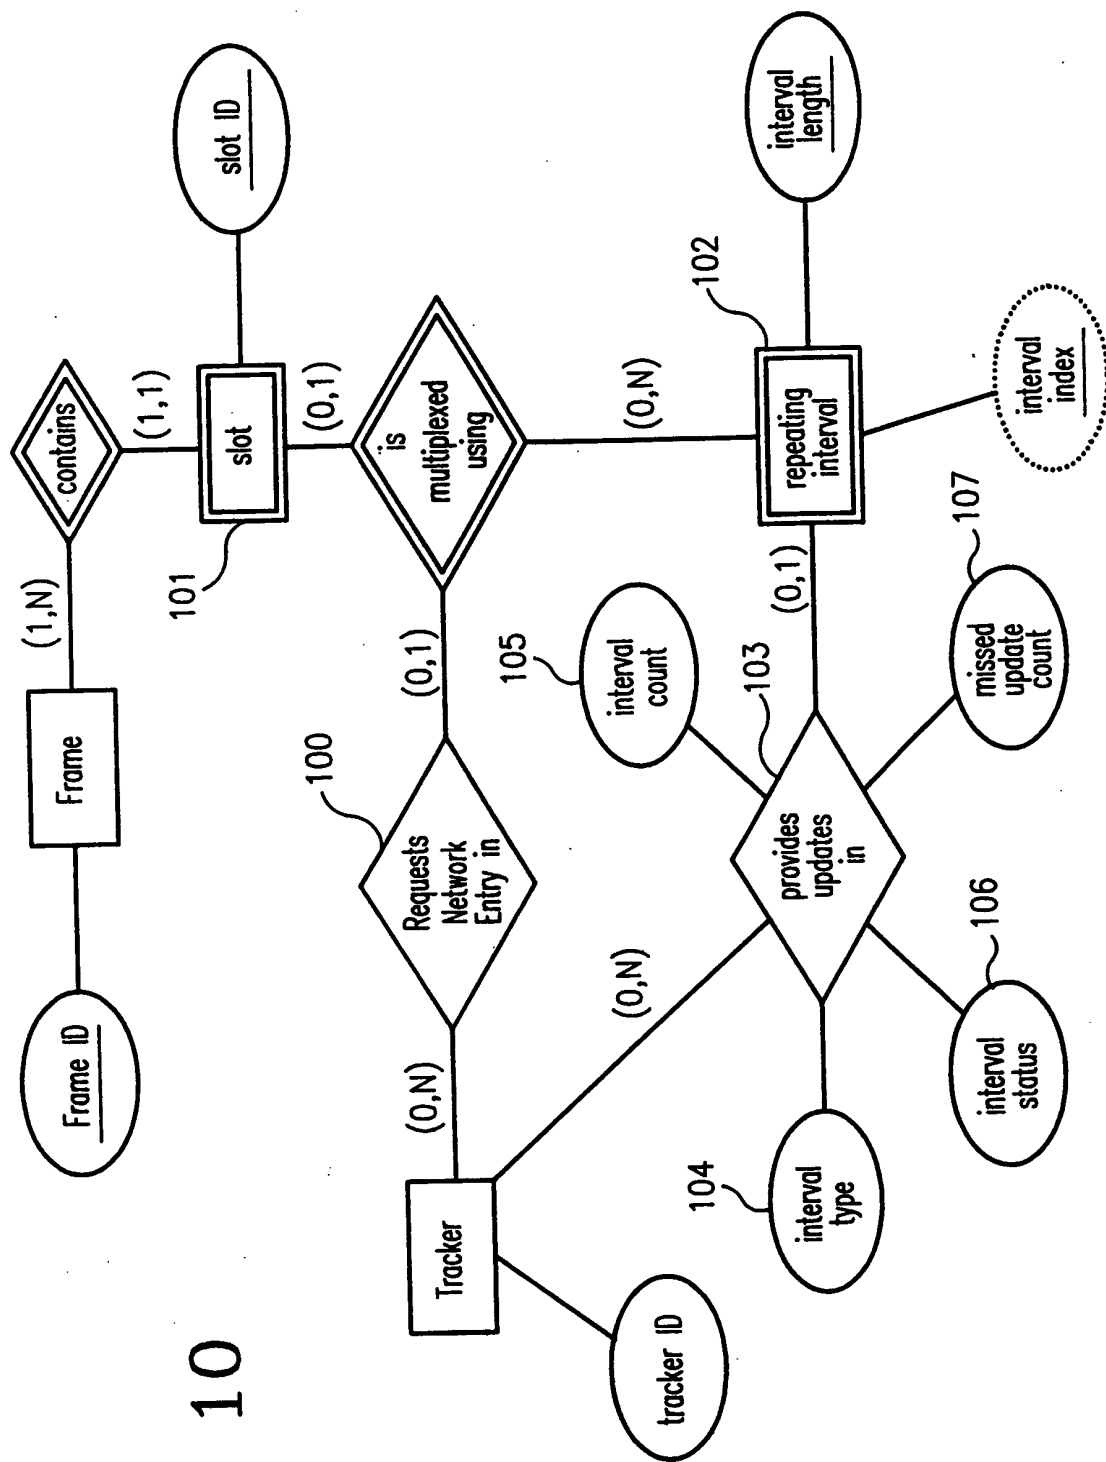 10
Frame ID
Frame
(1,N)
contains
(1,1)
slot
101
slot ID
(0,1)
is
multiplexed
using
(0,1)
Requests
Network
Entry in
100
(0,N)
Tracker
tracker ID
(0,N)
(0,N)
repeating
interval
102
interval
length
interval
index
(0,1)
provides
updates
in
103
interval
type
104
interval
count
105
interval
status
106
missed
update
count
107